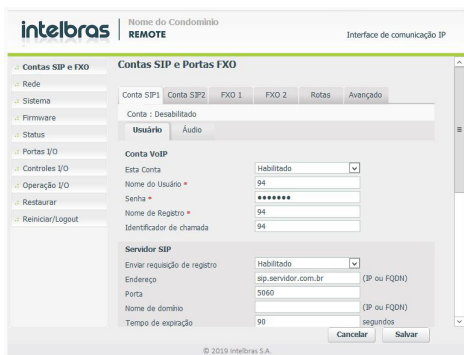 intelbras
Nome do Condomínio
REMOTE
Interface de comunicação IP
Contas SIP e FXO
Rede
Sistema
Firmware
Status
Portas I/O
Controles I/O
Operação I/O
Restaurar
Reiniciar/Logout
Contas SIP e Portas FXO
Conta SIP1 Conta SIP2 FXO 1 FXO 2 Rotas Avançado
Conta : Desabilitado
Usuário Áudio
Conta VoIP
Esta Conta Habilitado
Nome do Usuário * 94
Senha * ●●●●●●●
Nome de Registro * 94
Identificador de chamada 94
Servidor SIP
Enviar requisição de registro Habilitado
Endereço sip.servidor.com.br (IP ou FQDN)
Porta 5060
Nome de domínio (IP ou FQDN)
Tempo de expiração 90 segundos
Cancelar Salvar
© 2019 Intelbras S.A.